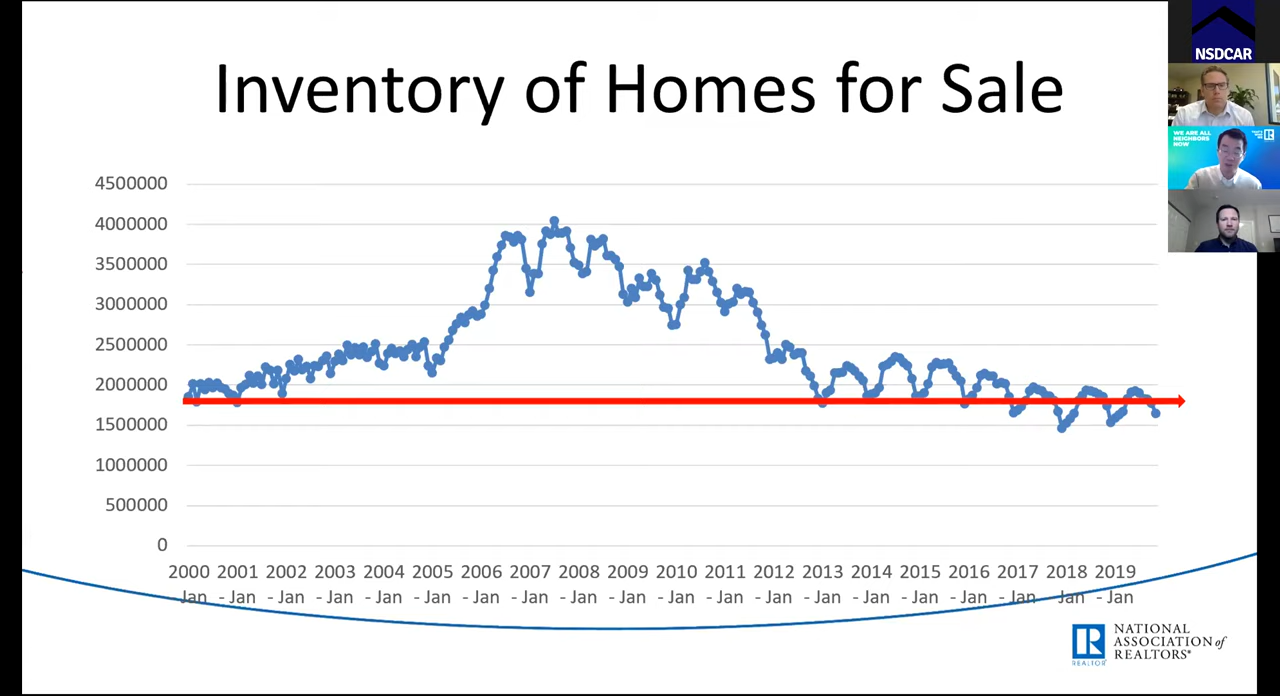 Inventory of Homes for Sale
NSDCAR
WE ARE ALL
NEIGHBORS
NOW
4500000
4000000
3500000
3000000
2500000
2000000
1500000
1000000
500000
0
2000 2001 2002 2003 2004 2005 2006 2007 2008 2009 2010 2011 2012 2013 2014 2015 2016 2017 2018 2019
- Jan - Jan - Jan - Jan - Jan - Jan - Jan - Jan - Jan - Jan - Jan - Jan - Jan - Jan - Jan - Jan - Jan - Jan - Jan - Jan
NATIONAL
ASSOCIATION of
REALTORS®
REALTOR®